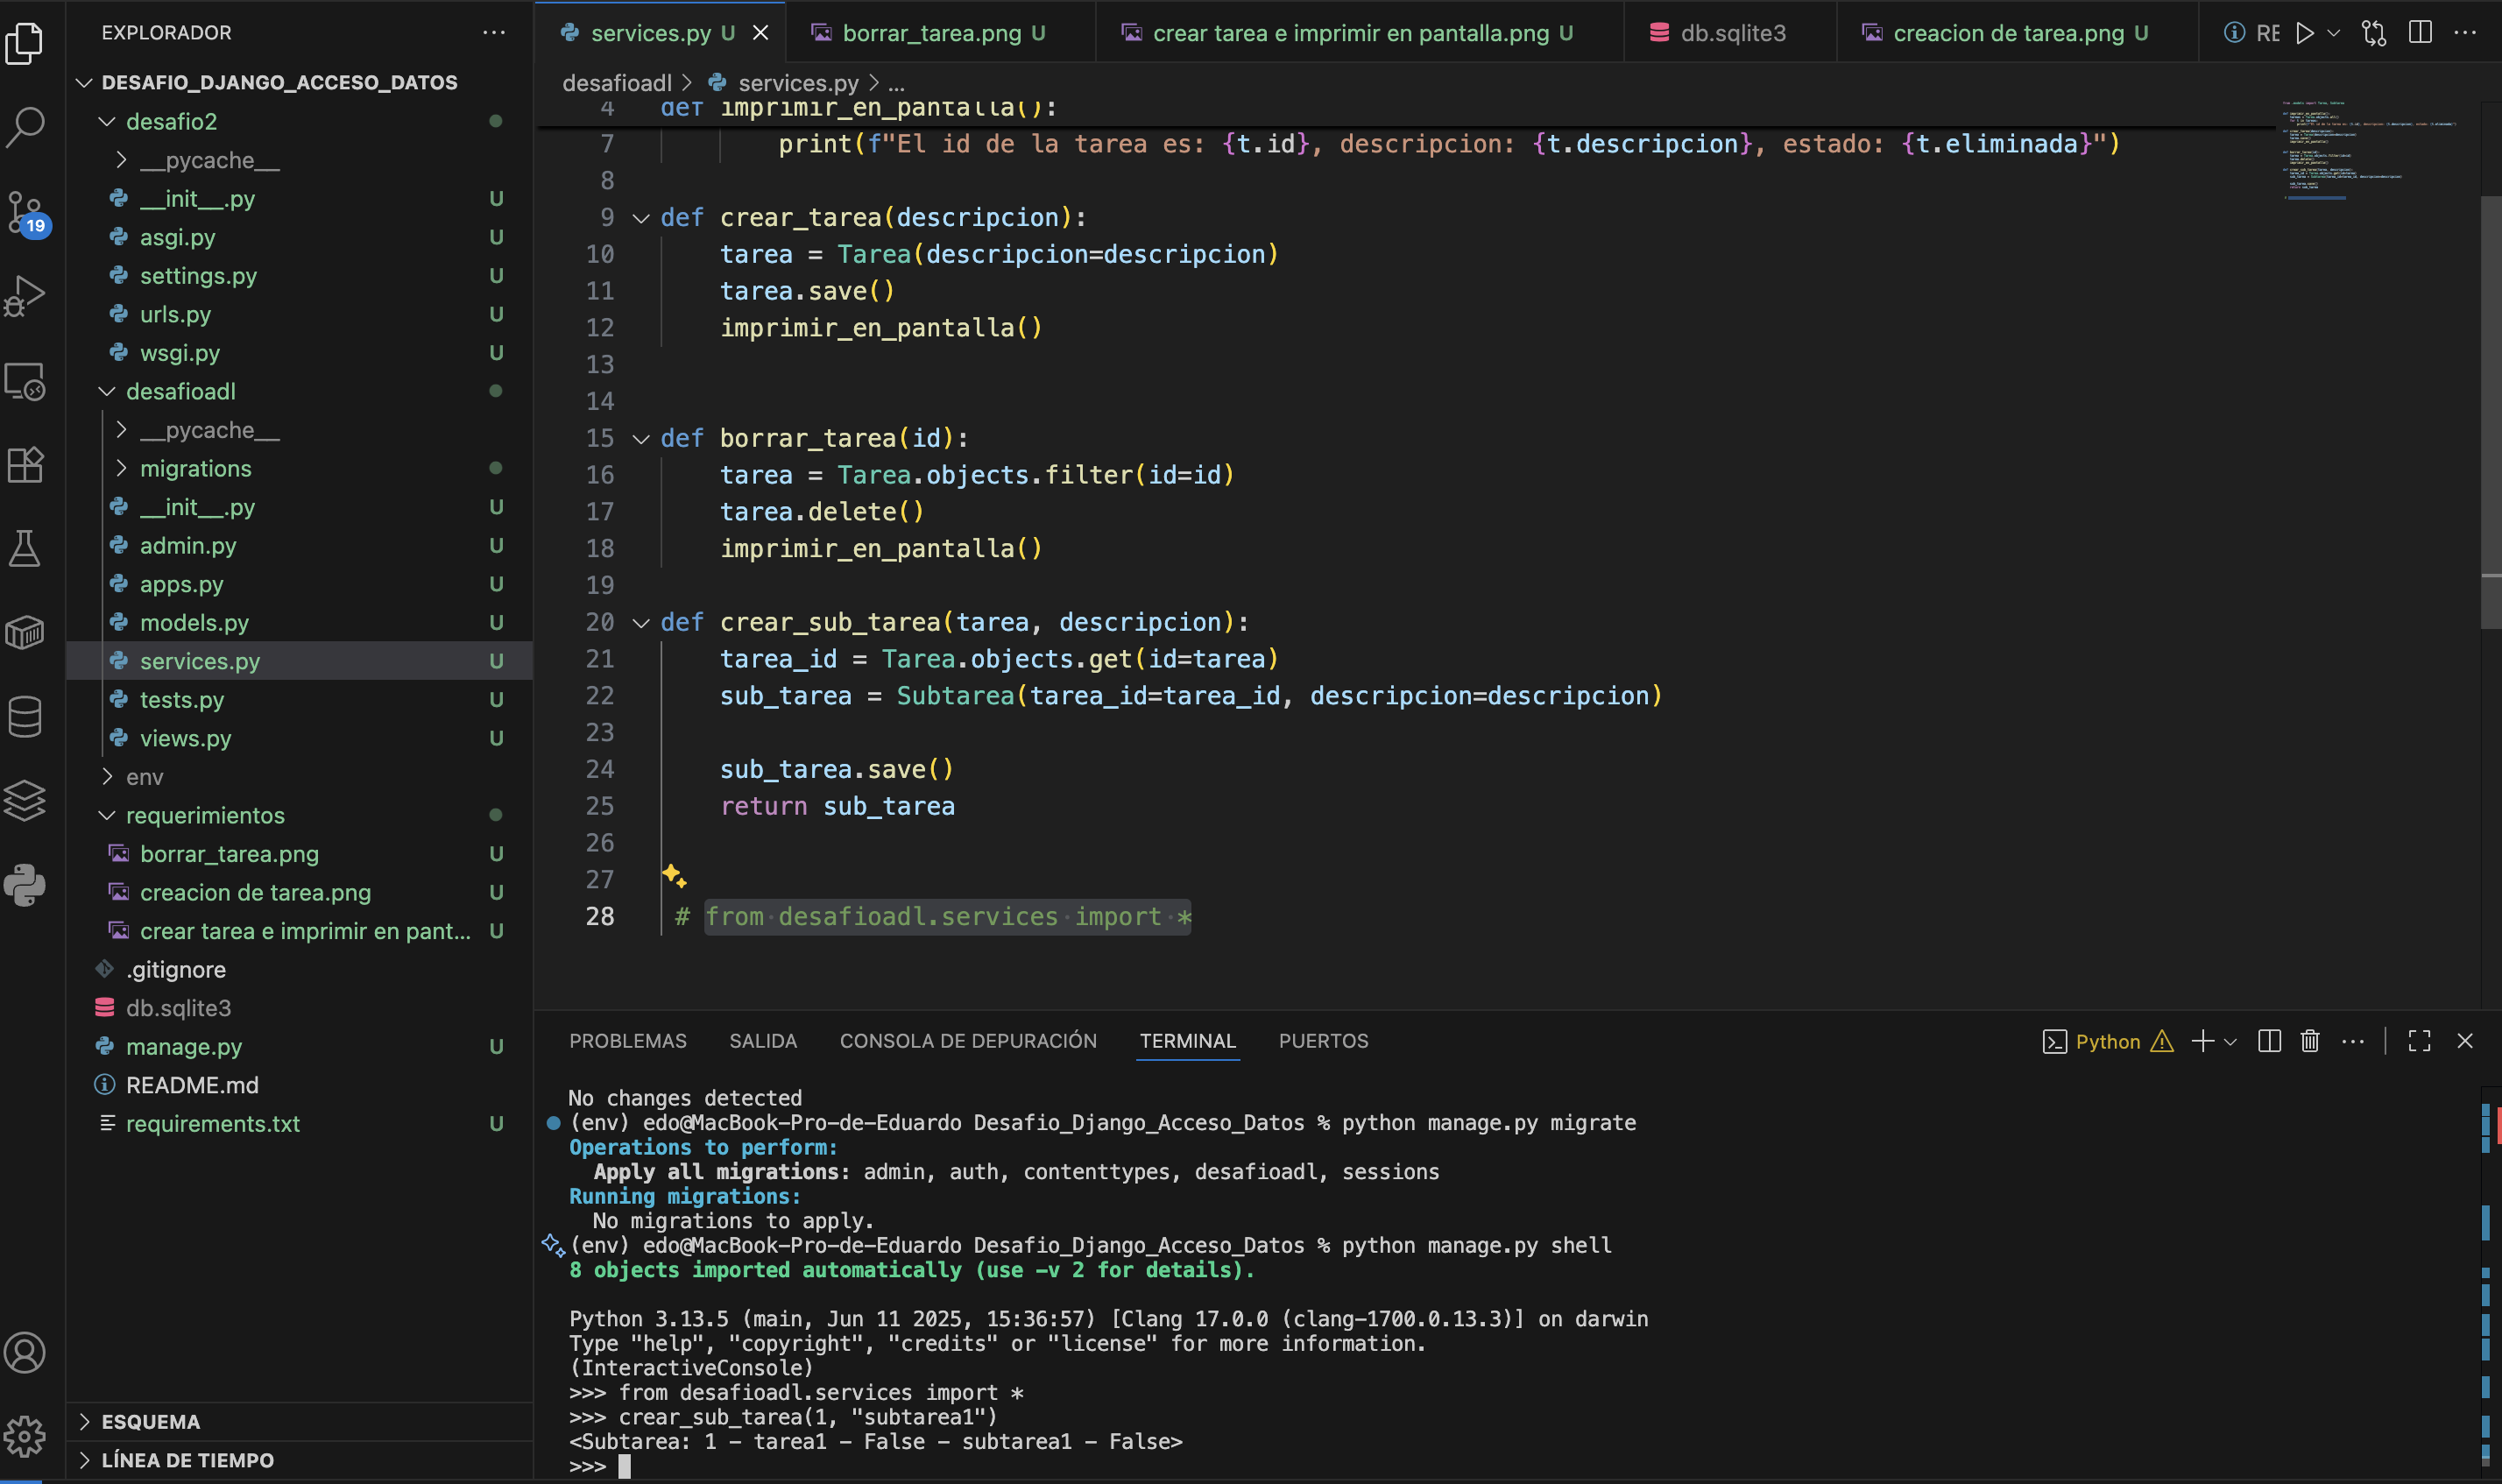 EXPLORADOR
DESAFIO_DJANGO_ACCESO_DATOS
desafio2
__pycache__
__init__.py U
asgi.py U
settings.py U
urls.py U
wsgi.py U
desafioadl
__pycache__
migrations
__init__.py U
admin.py U
apps.py U
models.py U
services.py U
tests.py U
views.py U
env
requerimientos
borrar_tarea.png U
creacion de tarea.png U
crear tarea e imprimir en pant... U
.gitignore
db.sqlite3
manage.py U
README.md
requirements.txt U
ESQUEMA
LÍNEA DE TIEMPO
19
services.py U
borrar_tarea.png U
crear tarea e imprimir en pantalla.png U
db.sqlite3
creacion de tarea.png U
RE
desafioadl > services.py > ...
4 def imprimir_en_pantalla():
7 print(f"El id de la tarea es: {t.id}, descripcion: {t.descripcion}, estado: {t.eliminada}")
8
9 def crear_tarea(descripcion):
10 tarea = Tarea(descripcion=descripcion)
11 tarea.save()
12 imprimir_en_pantalla()
13
14
15 def borrar_tarea(id):
16 tarea = Tarea.objects.filter(id=id)
17 tarea.delete()
18 imprimir_en_pantalla()
19
20 def crear_sub_tarea(tarea, descripcion):
21 tarea_id = Tarea.objects.get(id=tarea)
22 sub_tarea = Subtarea(tarea_id=tarea_id, descripcion=descripcion)
23
24 sub_tarea.save()
25 return sub_tarea
26
27
28 # from desafioadl.services import *
PROBLEMAS SALIDA CONSOLA DE DEPURACIÓN TERMINAL PUERTOS
Python
No changes detected
(env) edo@MacBook-Pro-de-Eduardo Desafio_Django_Acceso_Datos % python manage.py migrate
Operations to perform:
Apply all migrations: admin, auth, contenttypes, desafioadl, sessions
Running migrations:
No migrations to apply.
(env) edo@MacBook-Pro-de-Eduardo Desafio_Django_Acceso_Datos % python manage.py shell
8 objects imported automatically (use -v 2 for details).
Python 3.13.5 (main, Jun 11 2025, 15:36:57) [Clang 17.0.0 (clang-1700.0.13.3)] on darwin
Type "help", "copyright", "credits" or "license" for more information.
(InteractiveConsole)
>>> from desafioadl.services import *
>>> crear_sub_tarea(1, "subtarea1")
<Subtarea: 1 - tarea1 - False - subtarea1 - False>
>>>